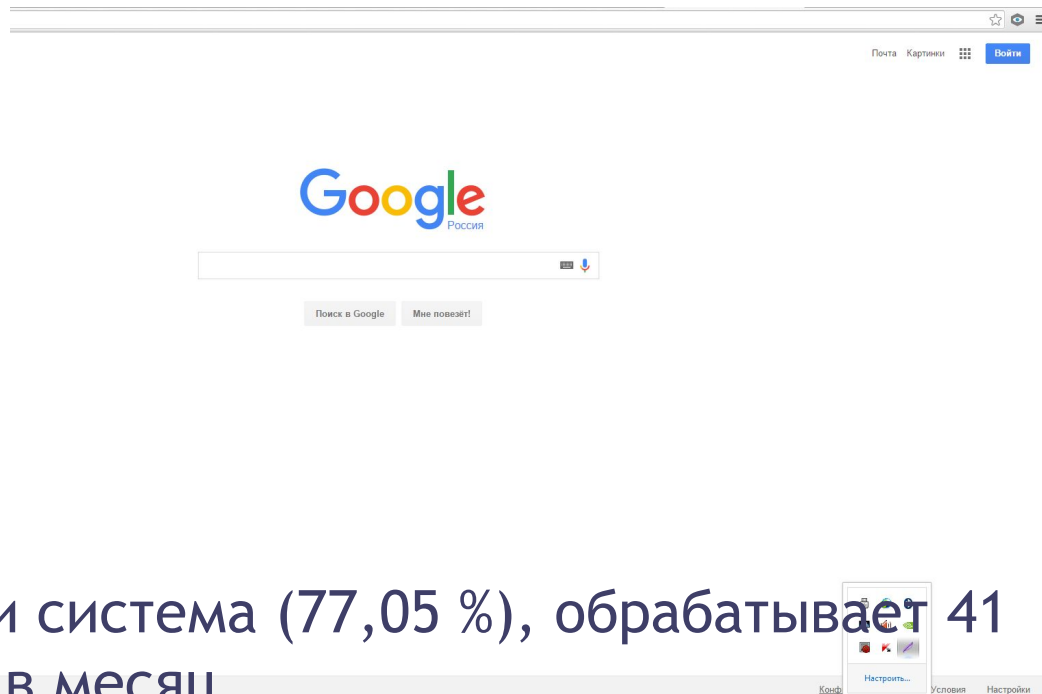 Почта Картинки Войти
Google
Россия
Поиск в Google Мне повезёт!
и система (77,05 %), обрабатывает 41
в месяц
Настроить...
Условия Настройки